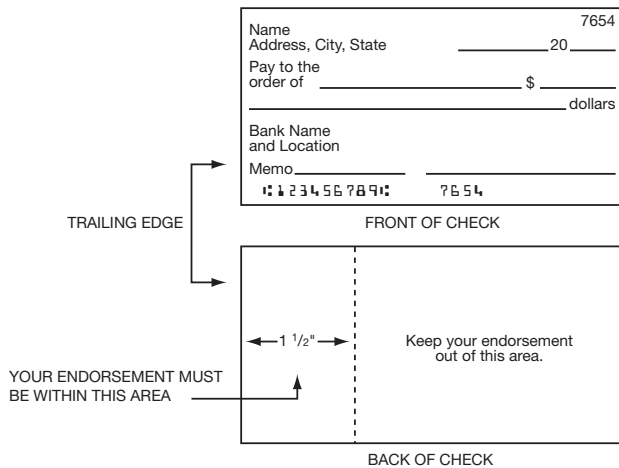 7654
Name
Address, City, State 20
Pay to the
order of $
dollars
Bank Name
and Location
Memo
⑆123456789⑆ 7654
FRONT OF CHECK
TRAILING EDGE
1 1/2"
Keep your endorsement
out of this area.
YOUR ENDORSEMENT MUST
BE WITHIN THIS AREA
BACK OF CHECK